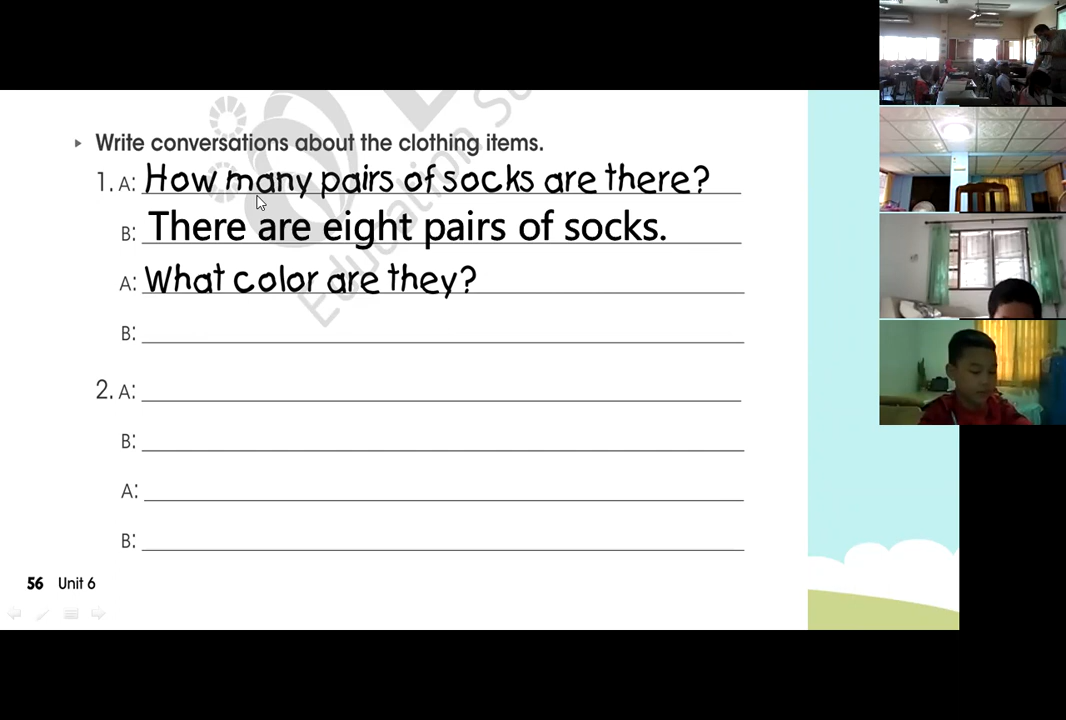 Write conversations about the clothing items.
1. A: How many pairs of socks are there?
B: There are eight pairs of socks.
A: What color are they?
B:
2. A:
B:
A:
B:
56 Unit 6